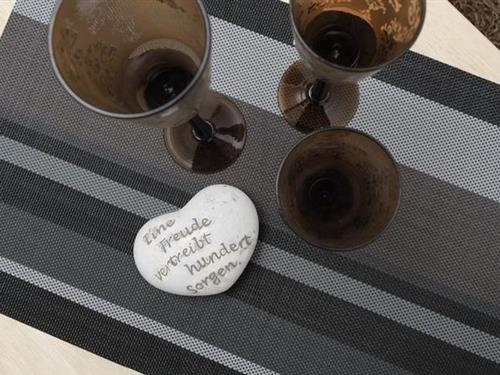 Eine
Freude
vertreibt
hundert
Sorgen.